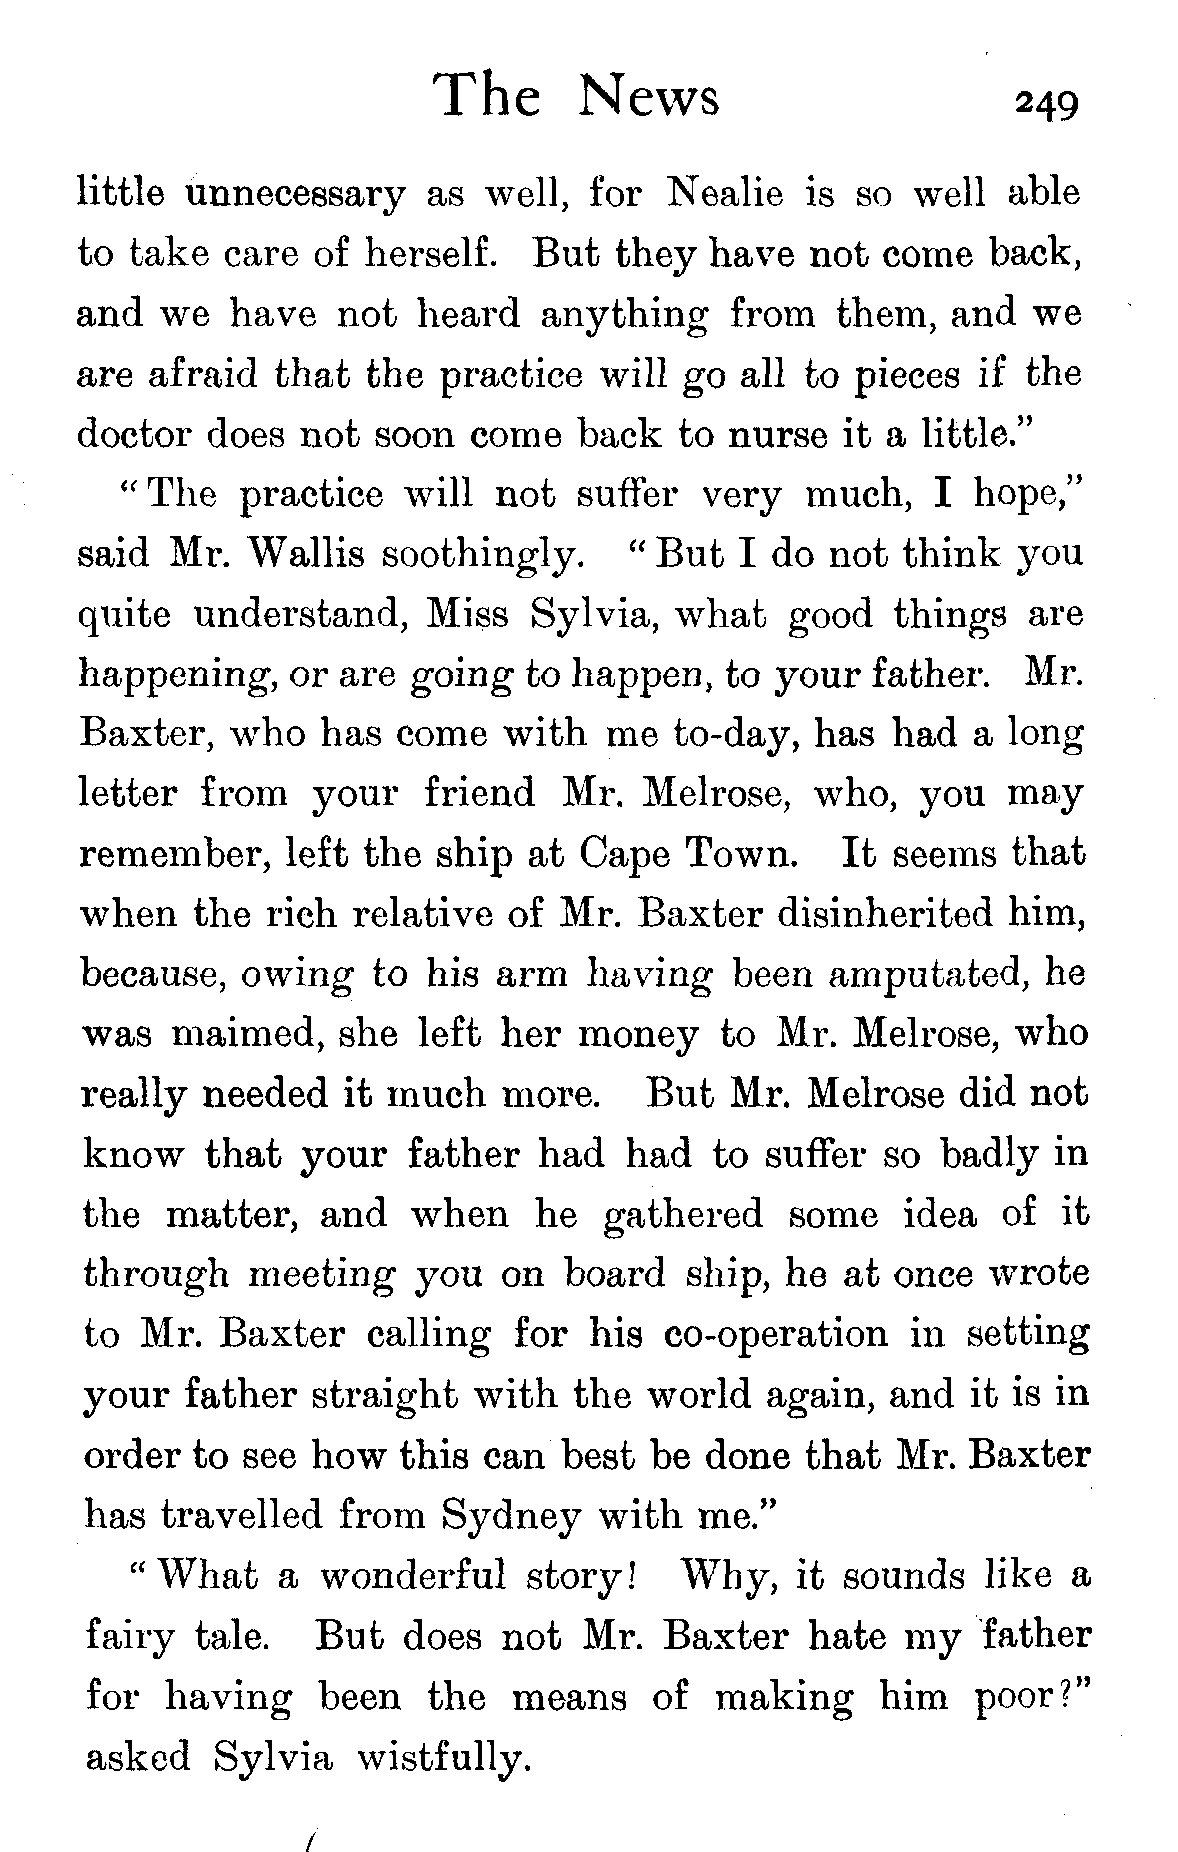 The News 249
little unnecessary as well, for Nealie is so well able
to take care of herself. But they have not come back,
and we have not heard anything from them, and we
are afraid that the practice will go all to pieces if the
doctor does not soon come back to nurse it a little.”
“ The practice will not suffer very much, I hope,”
said Mr. Wallis soothingly. “ But I do not think you
quite understand, Miss Sylvia, what good things are
happening, or are going to happen, to your father. Mr.
Baxter, who has come with me to-day, has had a long
letter from your friend Mr. Melrose, who, you may
remember, left the ship at Cape Town. It seems that
when the rich relative of Mr. Baxter disinherited him,
because, owing to his arm having been amputated, he
was maimed, she left her money to Mr. Melrose, who
really needed it much more. But Mr. Melrose did not
know that your father had had to suffer so badly in
the matter, and when he gathered some idea of it
through meeting you on board ship, he at once wrote
to Mr. Baxter calling for his co-operation in setting
your father straight with the world again, and it is in
order to see how this can best be done that Mr. Baxter
has travelled from Sydney with me.”
“ What a wonderful story! Why, it sounds like a
fairy tale. But does not Mr. Baxter hate my father
for having been the means of making him poor?”
asked Sylvia wistfully.